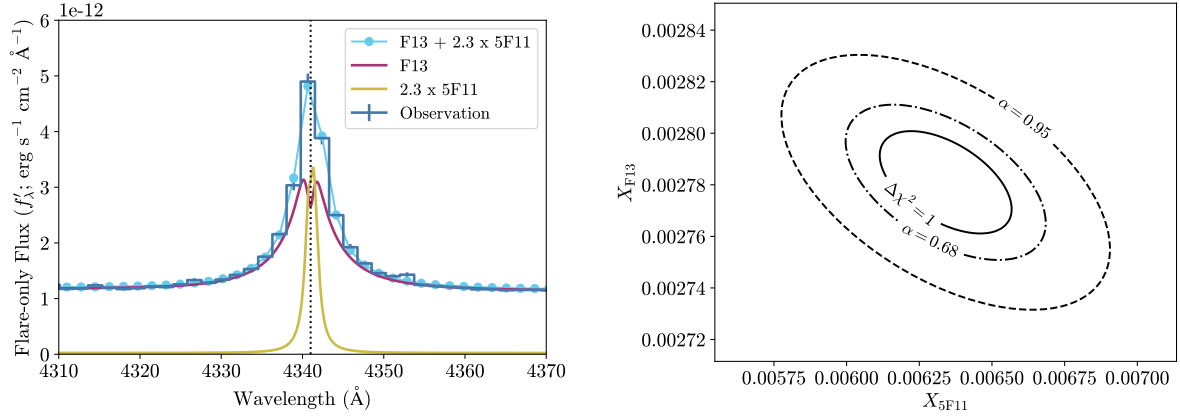 1e-12
6
5
4
3
2
1
0
Flare-only Flux (f′λ; erg s⁻¹ cm⁻² Å⁻¹)
F13 + 2.3 x 5F11
F13
2.3 x 5F11
Observation
4310 4320 4330 4340 4350 4360 4370
Wavelength (Å)
0.00284
0.00282
0.00280
0.00278
0.00276
0.00274
0.00272
X_F13
α = 0.95
Δχ² = 1
α = 0.68
0.00575 0.00600 0.00625 0.00650 0.00675 0.00700
X_5F11